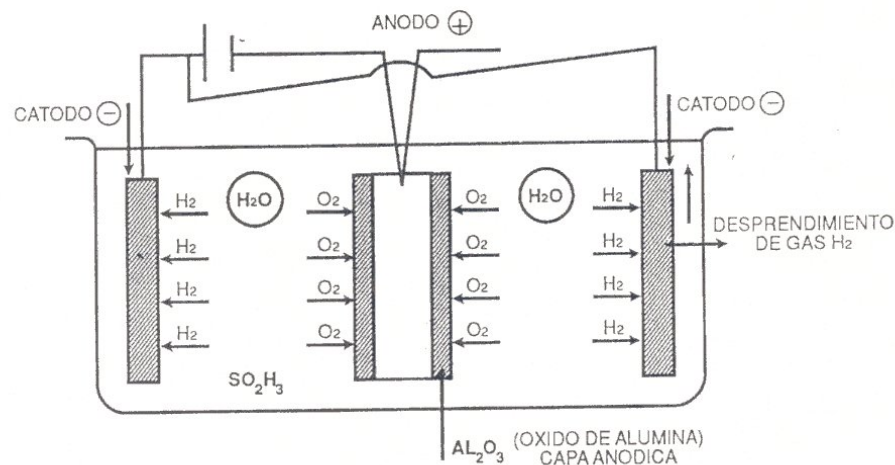 ANODO ⊕
CATODO ⊖
CATODO ⊖
H₂ H₂O O₂ O₂ H₂O H₂
H₂ O₂ O₂ H₂
H₂ O₂ O₂ H₂
H₂ O₂ O₂ H₂
DESPRENDIMIENTO
DE GAS H₂
SO₂H₃
AL₂O₃ (OXIDO DE ALUMINA)
CAPA ANODICA